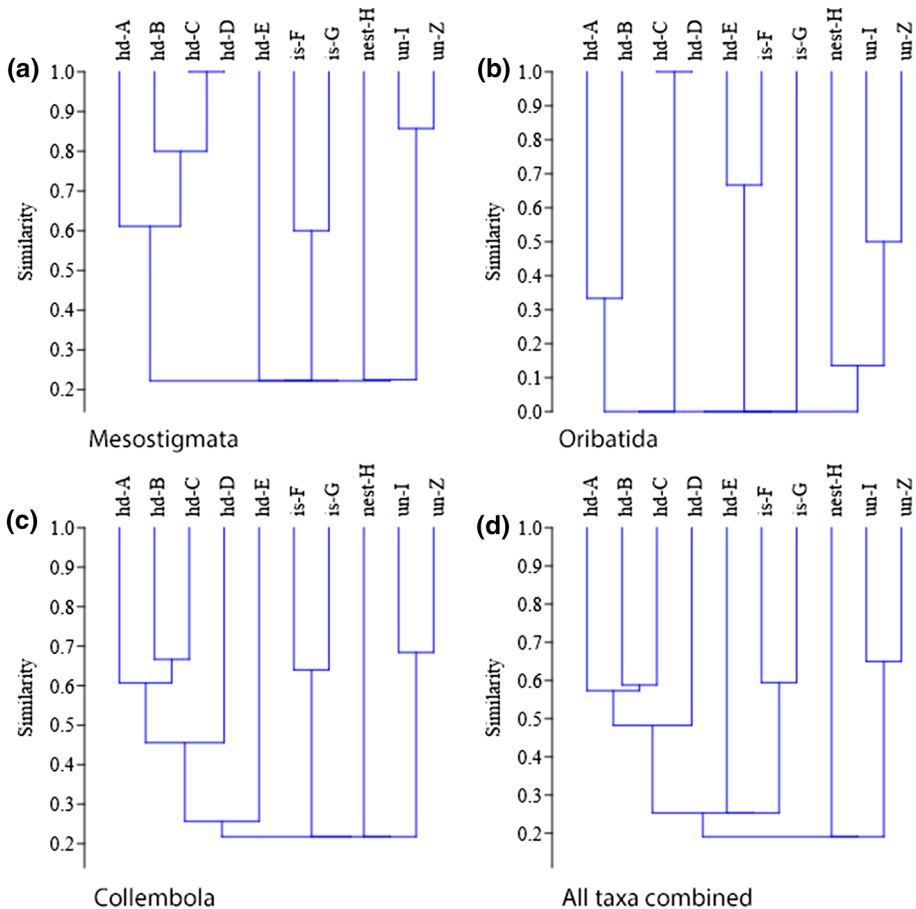 hd-A hd-B hd-C hd-D hd-E is-F is-G nest-H un-I un-Z
(a)
1.0
0.9
0.8
0.7
0.6
0.5
0.4
0.3
0.2
Similarity
Mesostigmata
hd-A hd-B hd-C hd-D hd-E is-F is-G nest-H un-I un-Z
(b)
1.0
0.9
0.8
0.7
0.6
0.5
0.4
0.3
0.2
0.1
0.0
Similarity
Oribatida
hd-A hd-B hd-C hd-D hd-E is-F is-G nest-H un-I un-Z
(c)
1.0
0.9
0.8
0.7
0.6
0.5
0.4
0.3
0.2
Similarity
Collembola
hd-A hd-B hd-C hd-D hd-E is-F is-G nest-H un-I un-Z
(d)
1.0
0.9
0.8
0.7
0.6
0.5
0.4
0.3
0.2
Similarity
All taxa combined